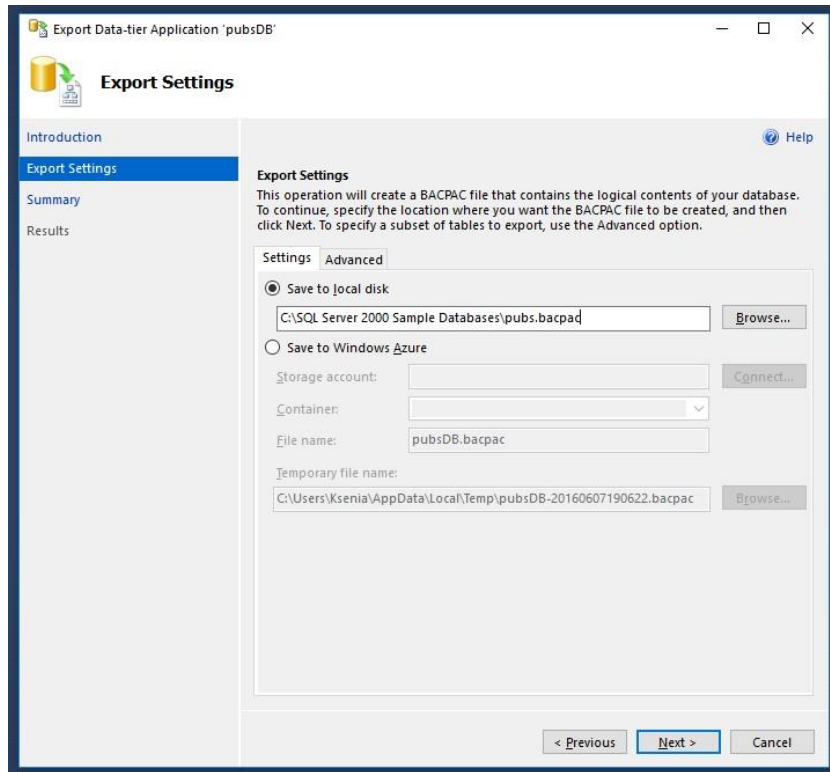 Export Data-tier Application 'pubsDB'
Export Settings
Introduction
Help
Export Settings
Summary
Results
Export Settings
This operation will create a BACPAC file that contains the logical contents of your database.
To continue, specify the location where you want the BACPAC file to be created, and then
click Next. To specify a subset of tables to export, use the Advanced option.
Settings Advanced
Save to local disk
C:\SQL Server 2000 Sample Databases\pubs.bacpac Browse...
Save to Windows Azure
Storage account: Connect...
Container:
File name: pubsDB.bacpac
Temporary file name:
C:\Users\Ksenia\AppData\Local\Temp\pubsDB-20160607190622.bacpac Browse...
< Previous Next > Cancel